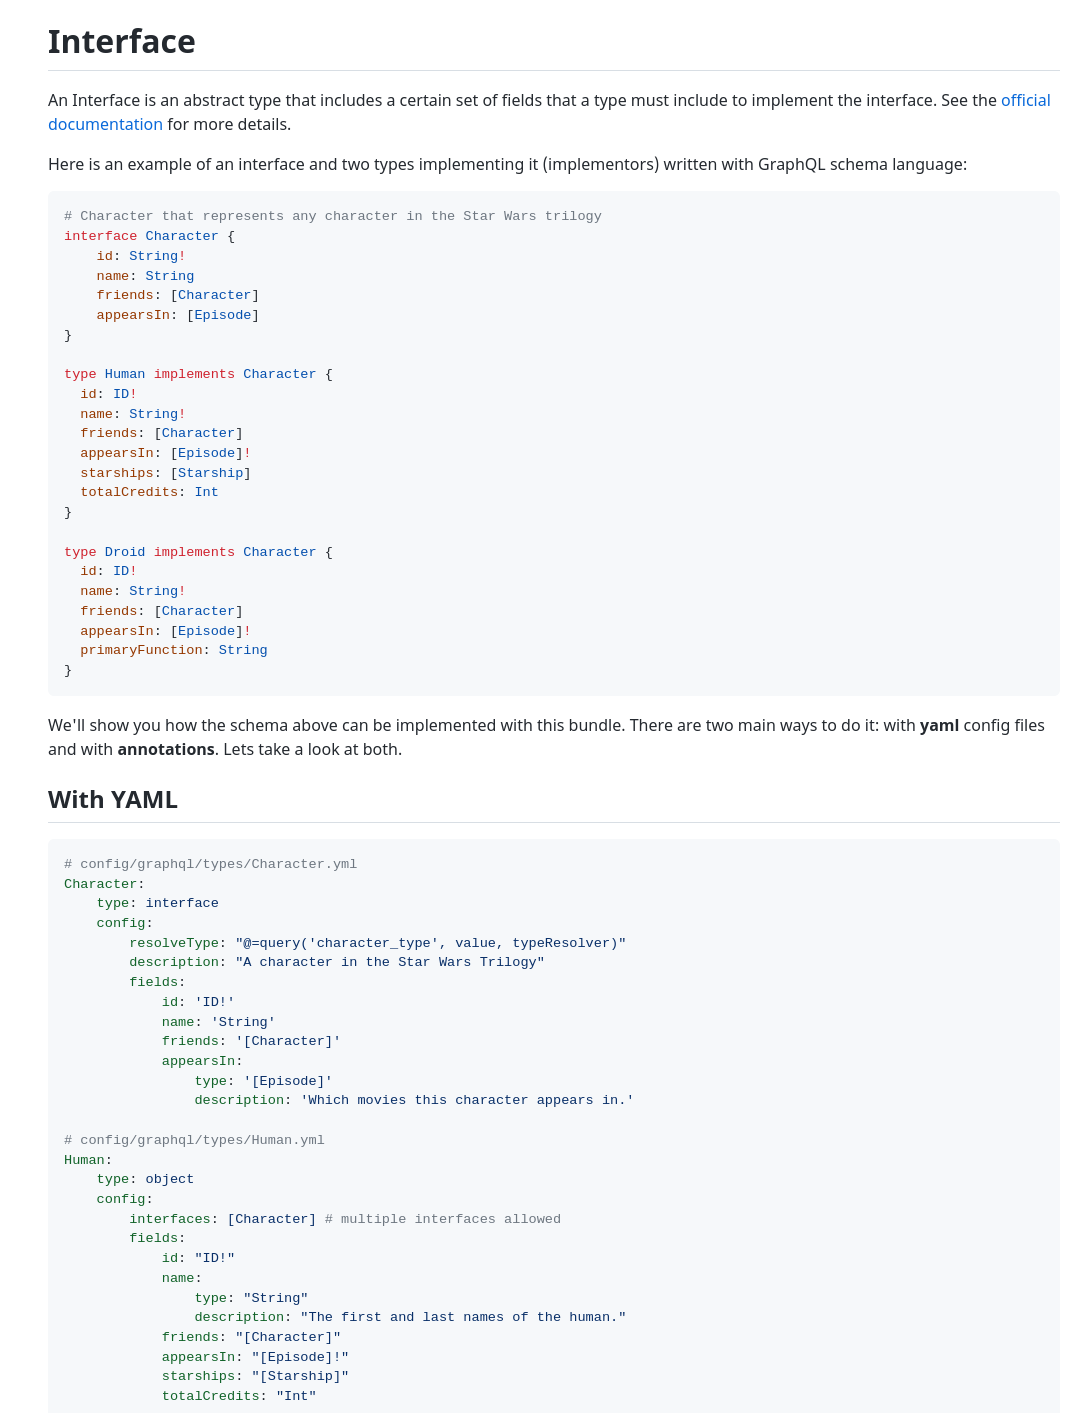 Interface
An Interface is an abstract type that includes a certain set of fields that a type must include to implement the interface. See the official
documentation for more details.
Here is an example of an interface and two types implementing it (implementors) written with GraphQL schema language:
# Character that represents any character in the Star Wars trilogy
interface Character {
    id: String!
    name: String
    friends: [Character]
    appearsIn: [Episode]
}

type Human implements Character {
  id: ID!
  name: String!
  friends: [Character]
  appearsIn: [Episode]!
  starships: [Starship]
  totalCredits: Int
}

type Droid implements Character {
  id: ID!
  name: String!
  friends: [Character]
  appearsIn: [Episode]!
  primaryFunction: String
}
We'll show you how the schema above can be implemented with this bundle. There are two main ways to do it: with yaml config files
and with annotations. Lets take a look at both.
With YAML
# config/graphql/types/Character.yml
Character:
    type: interface
    config:
        resolveType: "@=query('character_type', value, typeResolver)"
        description: "A character in the Star Wars Trilogy"
        fields:
            id: 'ID!'
            name: 'String'
            friends: '[Character]'
            appearsIn:
                type: '[Episode]'
                description: 'Which movies this character appears in.'

# config/graphql/types/Human.yml
Human:
    type: object
    config:
        interfaces: [Character] # multiple interfaces allowed
        fields:
            id: "ID!"
            name:
                type: "String"
                description: "The first and last names of the human."
            friends: "[Character]"
            appearsIn: "[Episode]!"
            starships: "[Starship]"
            totalCredits: "Int"